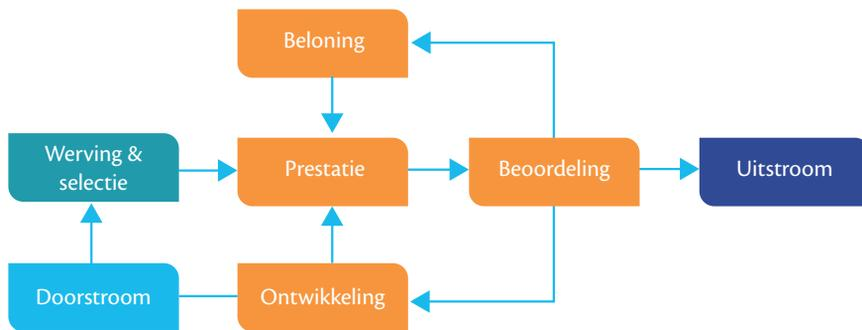 Beloning
Werving &
selectie
Prestatie
Beoordeling
Uitstroom
Doorstroom
Ontwikkeling